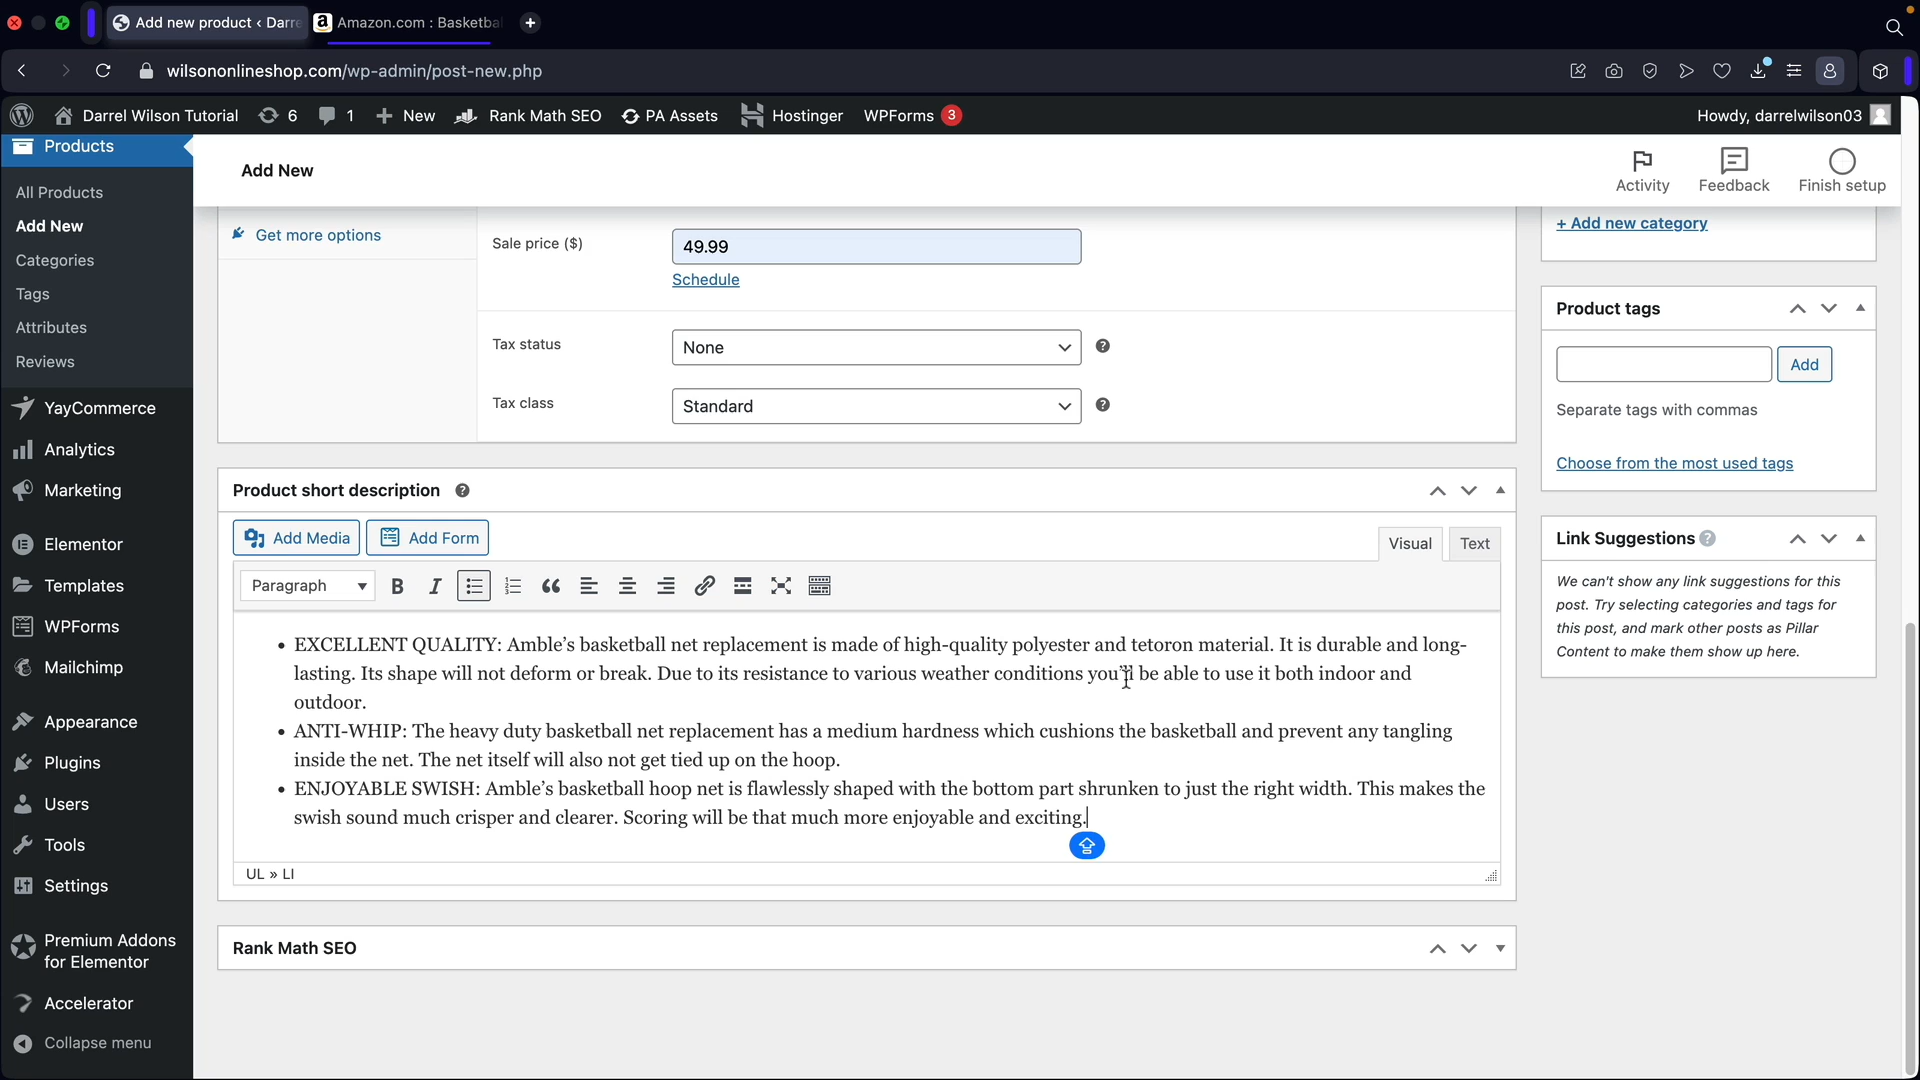 Add new product < Darre
Amazon.com : Basketba
wilsononlineshop.com/wp-admin/post-new.php
Darrel Wilson Tutorial 6 1 New Rank Math SEO PA Assets Hostinger WPForms 3 Howdy, darrelwilson03
Products
All Products
Add New
Categories
Tags
Attributes
Reviews
YayCommerce
Analytics
Marketing
Elementor
Templates
WPForms
Mailchimp
Appearance
Plugins
Users
Tools
Settings
Premium Addons
for Elementor
Accelerator
Collapse menu
Add New
Activity
Feedback
Finish setup
Get more options
Sale price ($)
49.99
Schedule
Tax status
None
Tax class
Standard
Product short description
Add Media
Add Form
Visual
Text
Paragraph
• EXCELLENT QUALITY: Amble’s basketball net replacement is made of high-quality polyester and tetoron material. It is durable and long-
lasting. Its shape will not deform or break. Due to its resistance to various weather conditions you’ll be able to use it both indoor and
outdoor.
• ANTI-WHIP: The heavy duty basketball net replacement has a medium hardness which cushions the basketball and prevent any tangling
inside the net. The net itself will also not get tied up on the hoop.
• ENJOYABLE SWISH: Amble’s basketball hoop net is flawlessly shaped with the bottom part shrunken to just the right width. This makes the
swish sound much crisper and clearer. Scoring will be that much more enjoyable and exciting.
UL » LI
Rank Math SEO
+ Add new category
Product tags
Add
Separate tags with commas
Choose from the most used tags
Link Suggestions
We can't show any link suggestions for this
post. Try selecting categories and tags for
this post, and mark other posts as Pillar
Content to make them show up here.